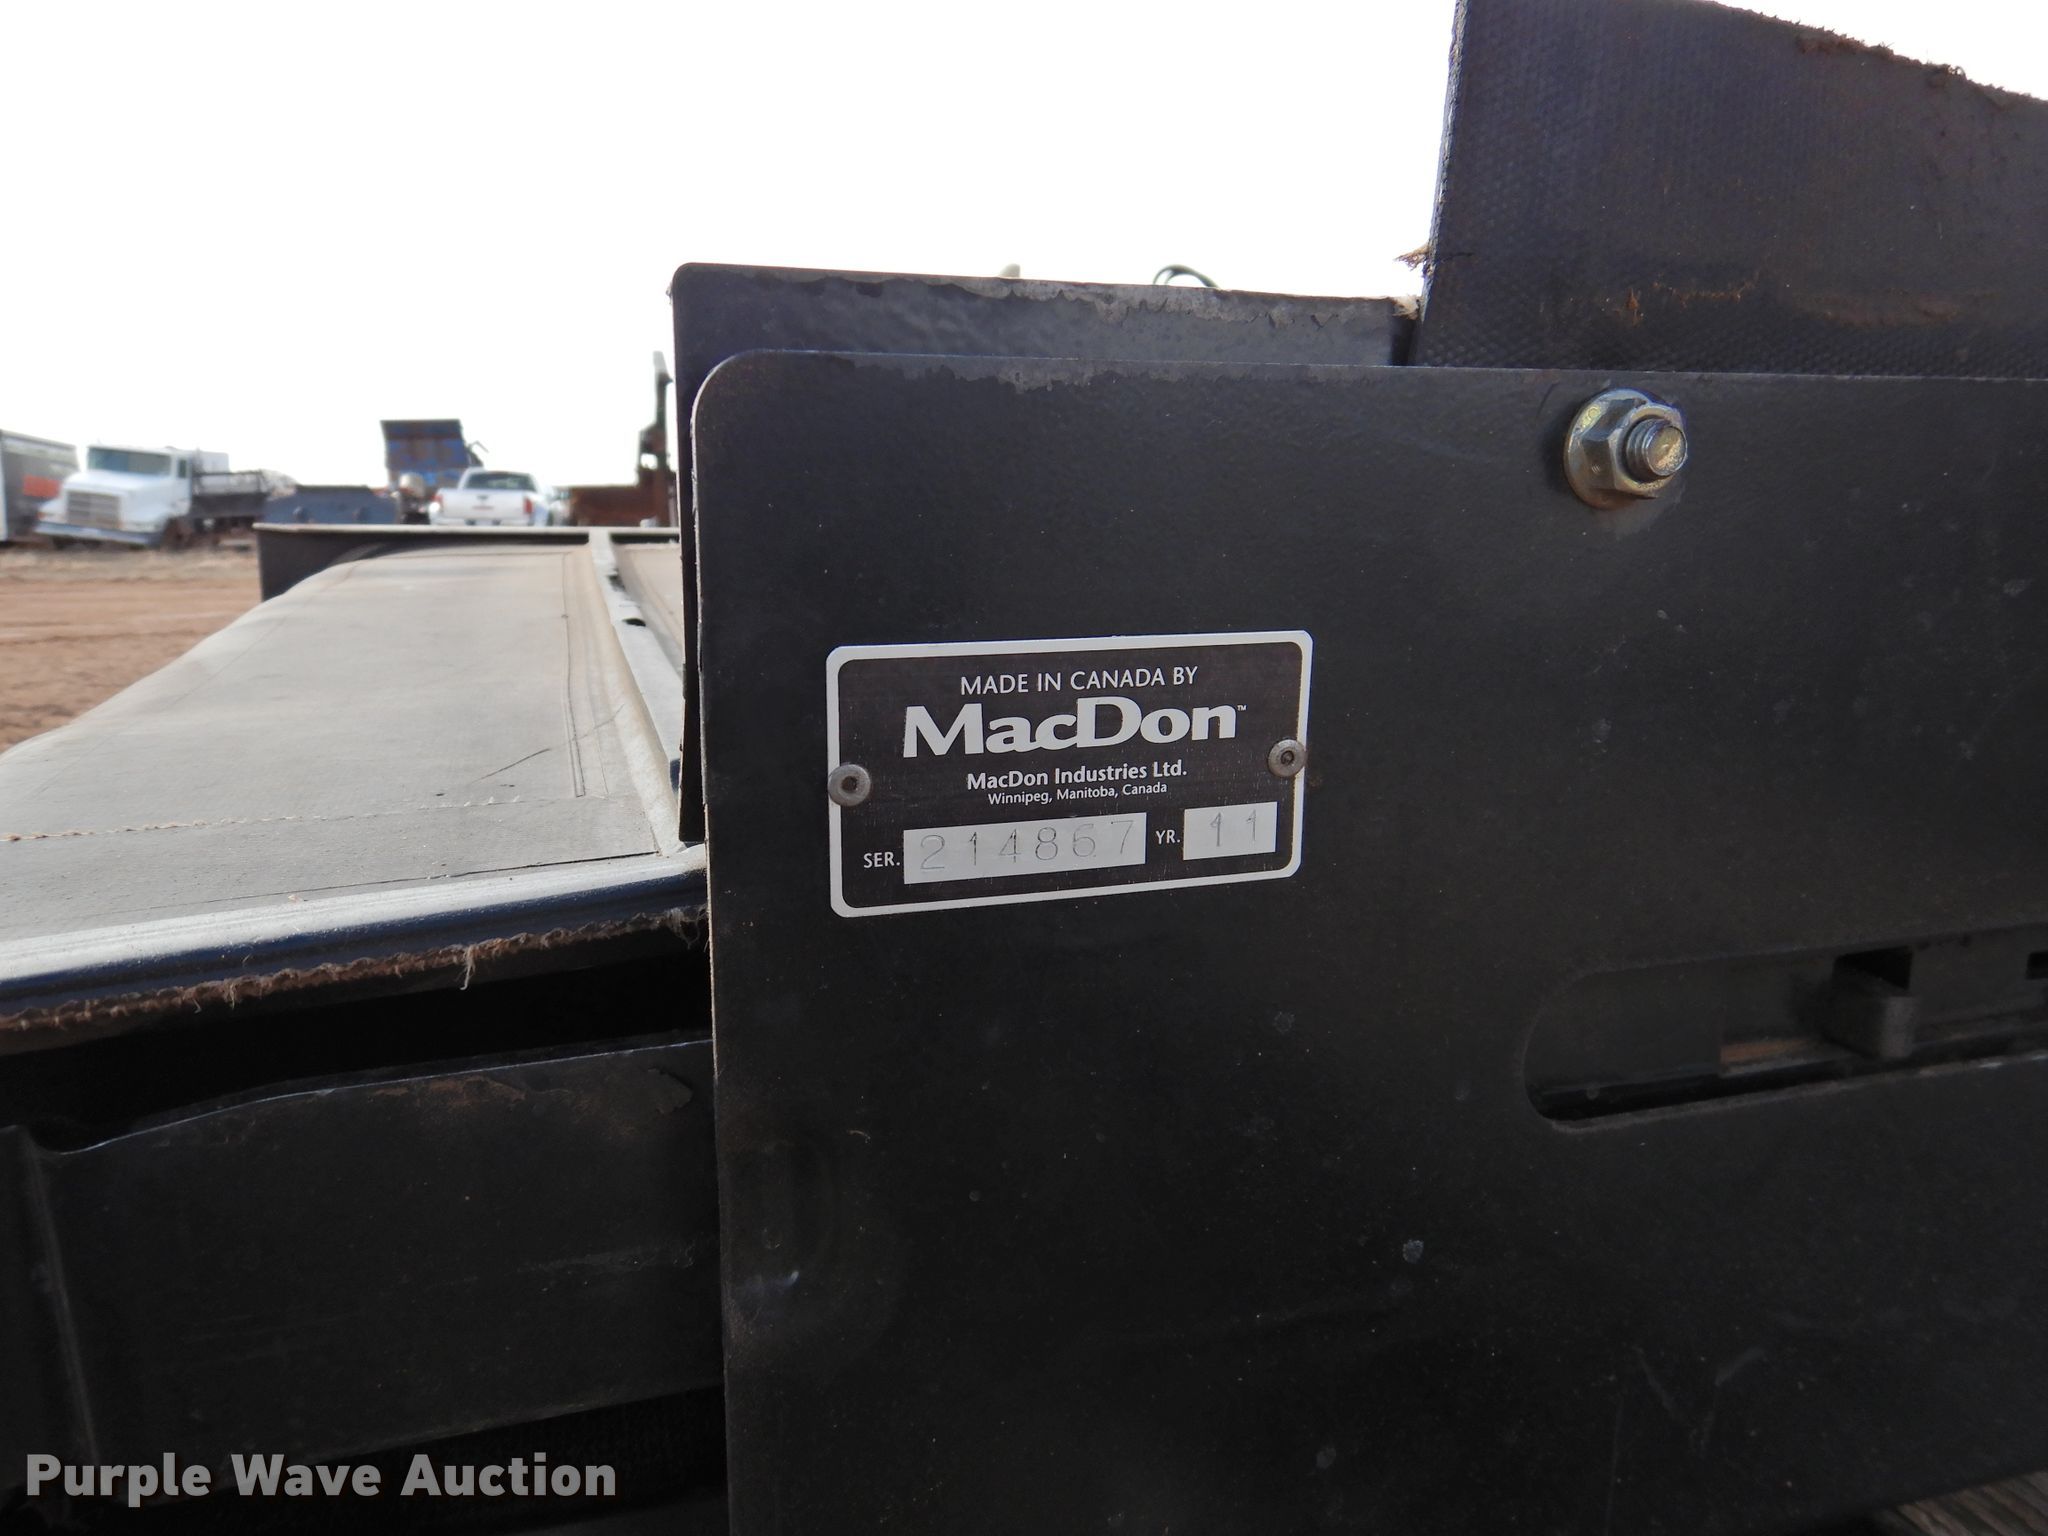 MADE IN CANADA BY
MacDon™
MacDon Industries Ltd.
Winnipeg, Manitoba, Canada
SER. 214867 YR. 11
Purple Wave Auction